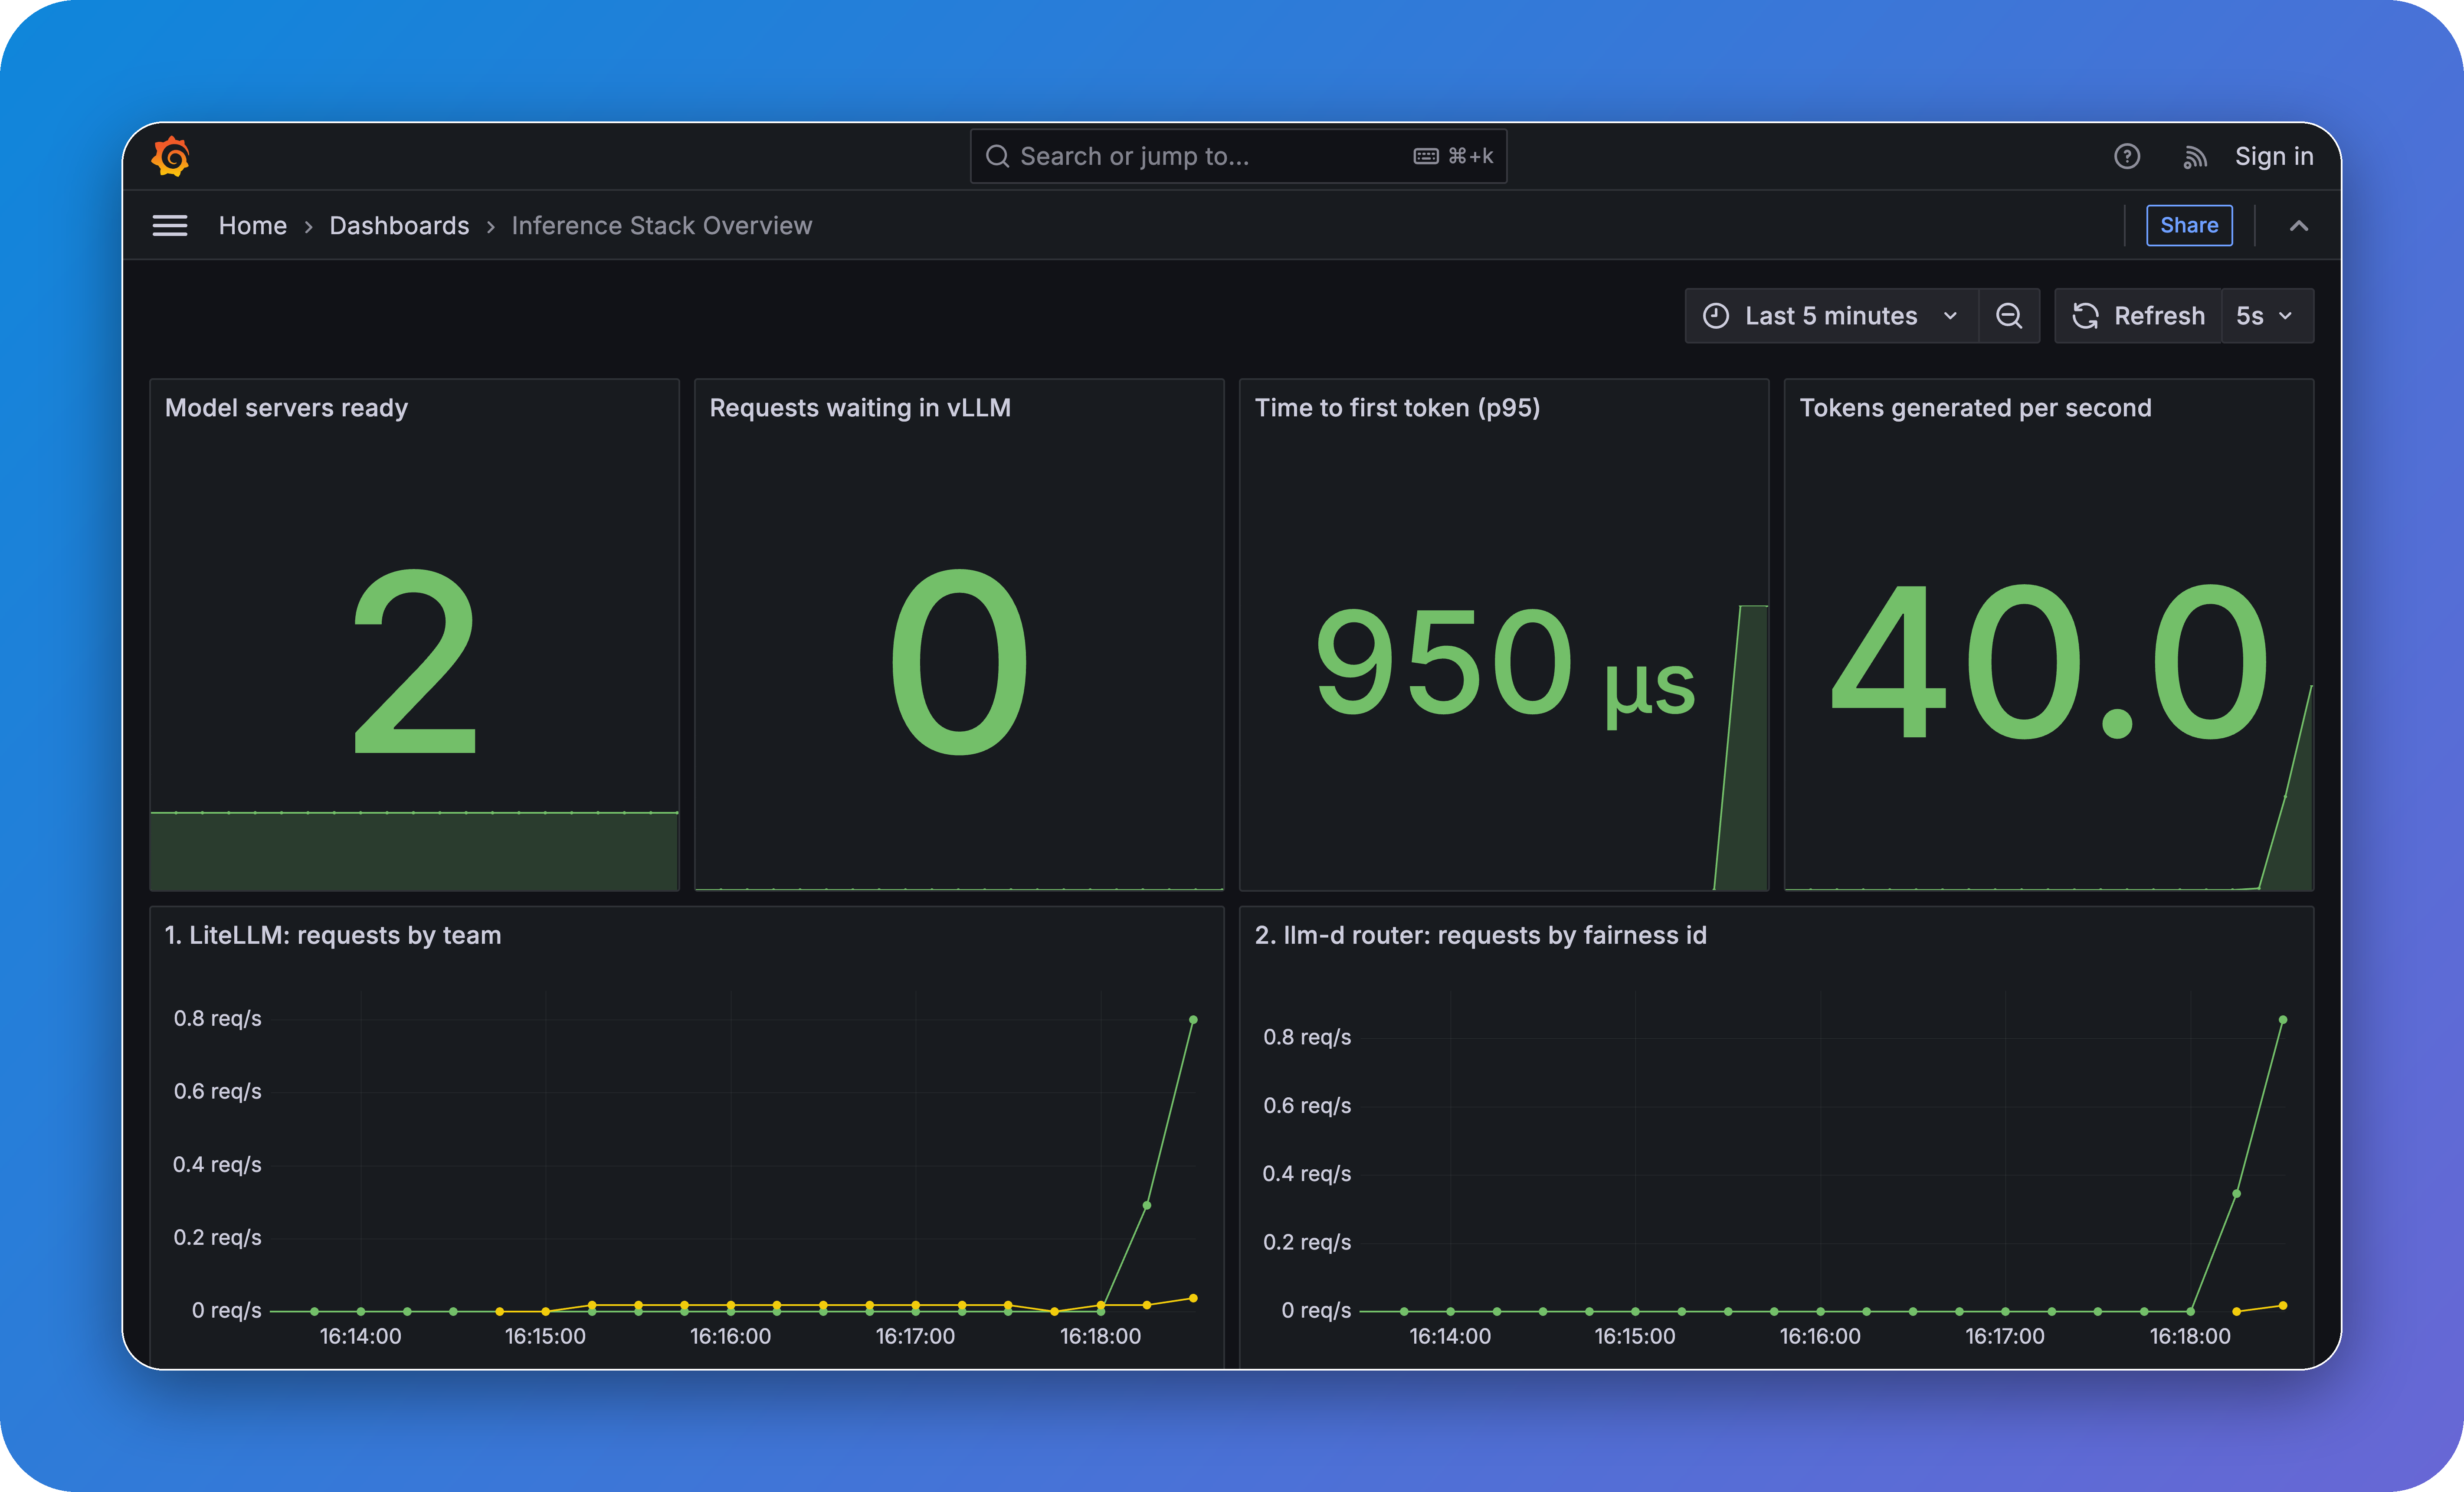 Search or jump to... ⌘+k
Sign in
Home › Dashboards › Inference Stack Overview
Share
Last 5 minutes
Refresh
5s
Model servers ready
2
Requests waiting in vLLM
0
Time to first token (p95)
950 µs
Tokens generated per second
40.0
1. LiteLLM: requests by team
0.8 req/s
0.6 req/s
0.4 req/s
0.2 req/s
0 req/s
16:14:00 16:15:00 16:16:00 16:17:00 16:18:00
2. llm-d router: requests by fairness id
0.8 req/s
0.6 req/s
0.4 req/s
0.2 req/s
0 req/s
16:14:00 16:15:00 16:16:00 16:17:00 16:18:00